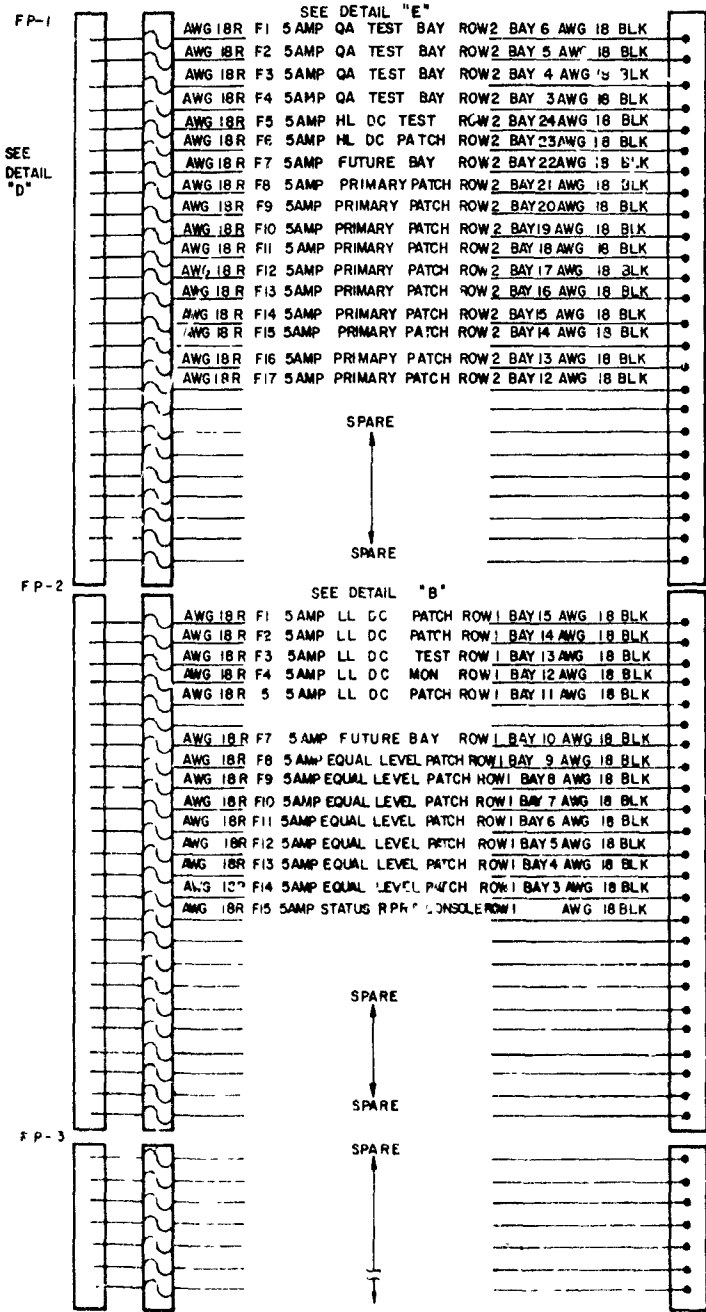 FP-1
SEE DETAIL "E"
AWG 18R F1 5AMP QA TEST BAY ROW2 BAY 6 AWG 18 BLK
AWG 18R F2 5AMP QA TEST BAY ROW2 BAY 5 AWG 18 BLK
AWG 18R F3 5AMP QA TEST BAY ROW2 BAY 4 AWG 18 BLK
AWG 18R F4 5AMP QA TEST BAY ROW2 BAY 3 AWG 18 BLK
AWG 18R F5 5AMP HL DC TEST ROW2 BAY 24 AWG 18 BLK
AWG 18R F6 5AMP HL DC PATCH ROW2 BAY 23 AWG 18 BLK
SEE
DETAIL
"D"
AWG 18R F7 5AMP FUTURE BAY ROW2 BAY 22 AWG 18 BLK
AWG 18R F8 5AMP PRIMARY PATCH ROW2 BAY 21 AWG 18 BLK
AWG 18R F9 5AMP PRIMARY PATCH ROW2 BAY 20 AWG 18 BLK
AWG 18R F10 5AMP PRIMARY PATCH ROW2 BAY 19 AWG 18 BLK
AWG 18R F11 5AMP PRIMARY PATCH ROW2 BAY 18 AWG 18 BLK
AWG 18R F12 5AMP PRIMARY PATCH ROW2 BAY 17 AWG 18 BLK
AWG 18R F13 5AMP PRIMARY PATCH ROW2 BAY 16 AWG 18 BLK
AWG 18R F14 5AMP PRIMARY PATCH ROW2 BAY 15 AWG 18 BLK
AWG 18R F15 5AMP PRIMARY PATCH ROW2 BAY 14 AWG 18 BLK
AWG 18R F16 5AMP PRIMARY PATCH ROW2 BAY 13 AWG 18 BLK
AWG 18R F17 5AMP PRIMARY PATCH ROW2 BAY 12 AWG 18 BLK
SPARE
SPARE
FP-2
SEE DETAIL "B"
AWG 18R F1 5AMP LL DC PATCH ROW1 BAY 15 AWG 18 BLK
AWG 18R F2 5AMP LL DC PATCH ROW1 BAY 14 AWG 18 BLK
AWG 18R F3 5AMP LL DC TEST ROW1 BAY 13 AWG 18 BLK
AWG 18R F4 5AMP LL DC MON ROW1 BAY 12 AWG 18 BLK
AWG 18R 5 5AMP LL DC PATCH ROW1 BAY 11 AWG 18 BLK
AWG 18R F7 5AMP FUTURE BAY ROW1 BAY 10 AWG 18 BLK
AWG 18R F8 5AMP EQUAL LEVEL PATCH ROW1 BAY 9 AWG 18 BLK
AWG 18R F9 5AMP EQUAL LEVEL PATCH ROW1 BAY 8 AWG 18 BLK
AWG 18R F10 5AMP EQUAL LEVEL PATCH ROW1 BAY 7 AWG 18 BLK
AWG 18R F11 5AMP EQUAL LEVEL PATCH ROW1 BAY 6 AWG 18 BLK
AWG 18R F12 5AMP EQUAL LEVEL PATCH ROW1 BAY 5 AWG 18 BLK
AWG 18R F13 5AMP EQUAL LEVEL PATCH ROW1 BAY 4 AWG 18 BLK
AWG 18R F14 5AMP EQUAL LEVEL PATCH ROW1 BAY 3 AWG 18 BLK
AWG 18R F15 5AMP STATUS CONSOLE ROW1 AWG 18 BLK
SPARE
SPARE
FP-3
SPARE